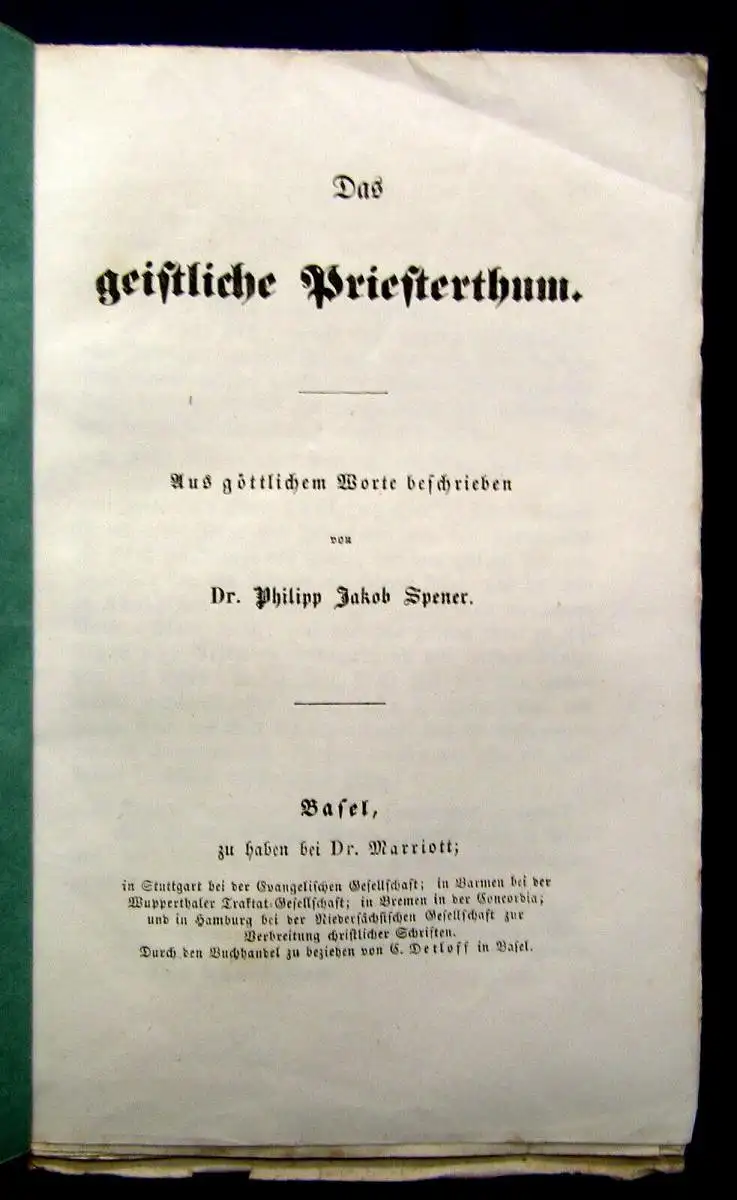 Das
geistliche Priesterthum.
Aus göttlichem Worte beschrieben
von
Dr. Philipp Jakob Spener.
Basel,
zu haben bei Dr. Marriott;
in Stuttgart bei der Evangelischen Gesellschaft; in Barmen bei der
Wupperthaler Traktat-Gesellschaft; in Bremen in der Concordia;
und in Hamburg bei der Niedersächsischen Gesellschaft zur
Verbreitung christlicher Schriften.
Durch den Buchhandel zu beziehen von C. Detloff in Basel.